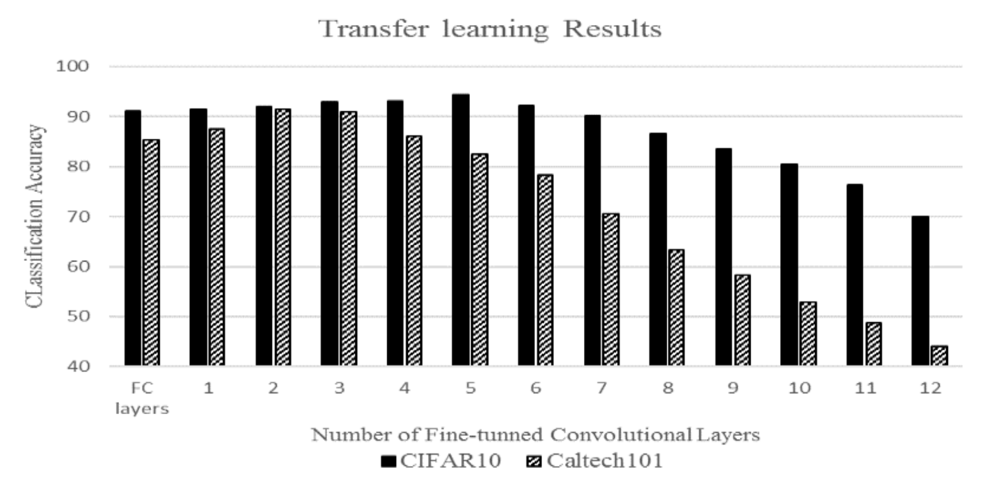 Transfer learning Results
100
90
80
70
60
50
40
CLassification Accuracy
FC layers 1 2 3 4 5 6 7 8 9 10 11 12
Number of Fine-tunned Convolutional Layers
CIFAR10 Caltech101